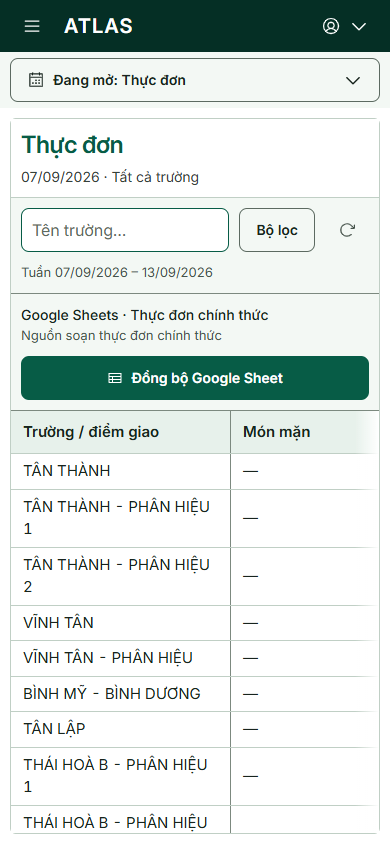 ATLAS
Đang mở: Thực đơn
Thực đơn
07/09/2026 · Tất cả trường
Tên trường...
Bộ lọc
Tuần 07/09/2026 – 13/09/2026
Google Sheets · Thực đơn chính thức
Nguồn soạn thực đơn chính thức
Đồng bộ Google Sheet
Trường / điểm giao
Món mặn
TÂN THÀNH
—
TÂN THÀNH - PHÂN HIỆU
1
—
TÂN THÀNH - PHÂN HIỆU
2
—
VĨNH TÂN
—
VĨNH TÂN - PHÂN HIỆU
—
BÌNH MỸ - BÌNH DƯƠNG
—
TÂN LẬP
—
THÁI HOÀ B - PHÂN HIỆU
1
—
THÁI HOÀ B - PHÂN HIỆU